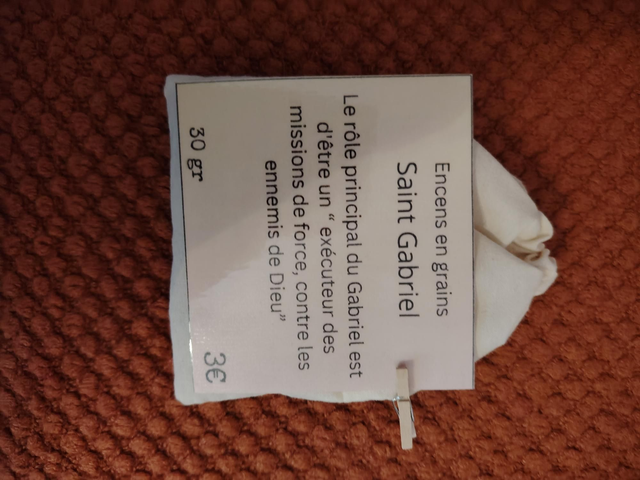 Encens en grains
Saint Gabriel
Le rôle principal du Gabriel est
d'être un “ exécuteur des
missions de force, contre les
ennemis de Dieu”
30 gr
3€